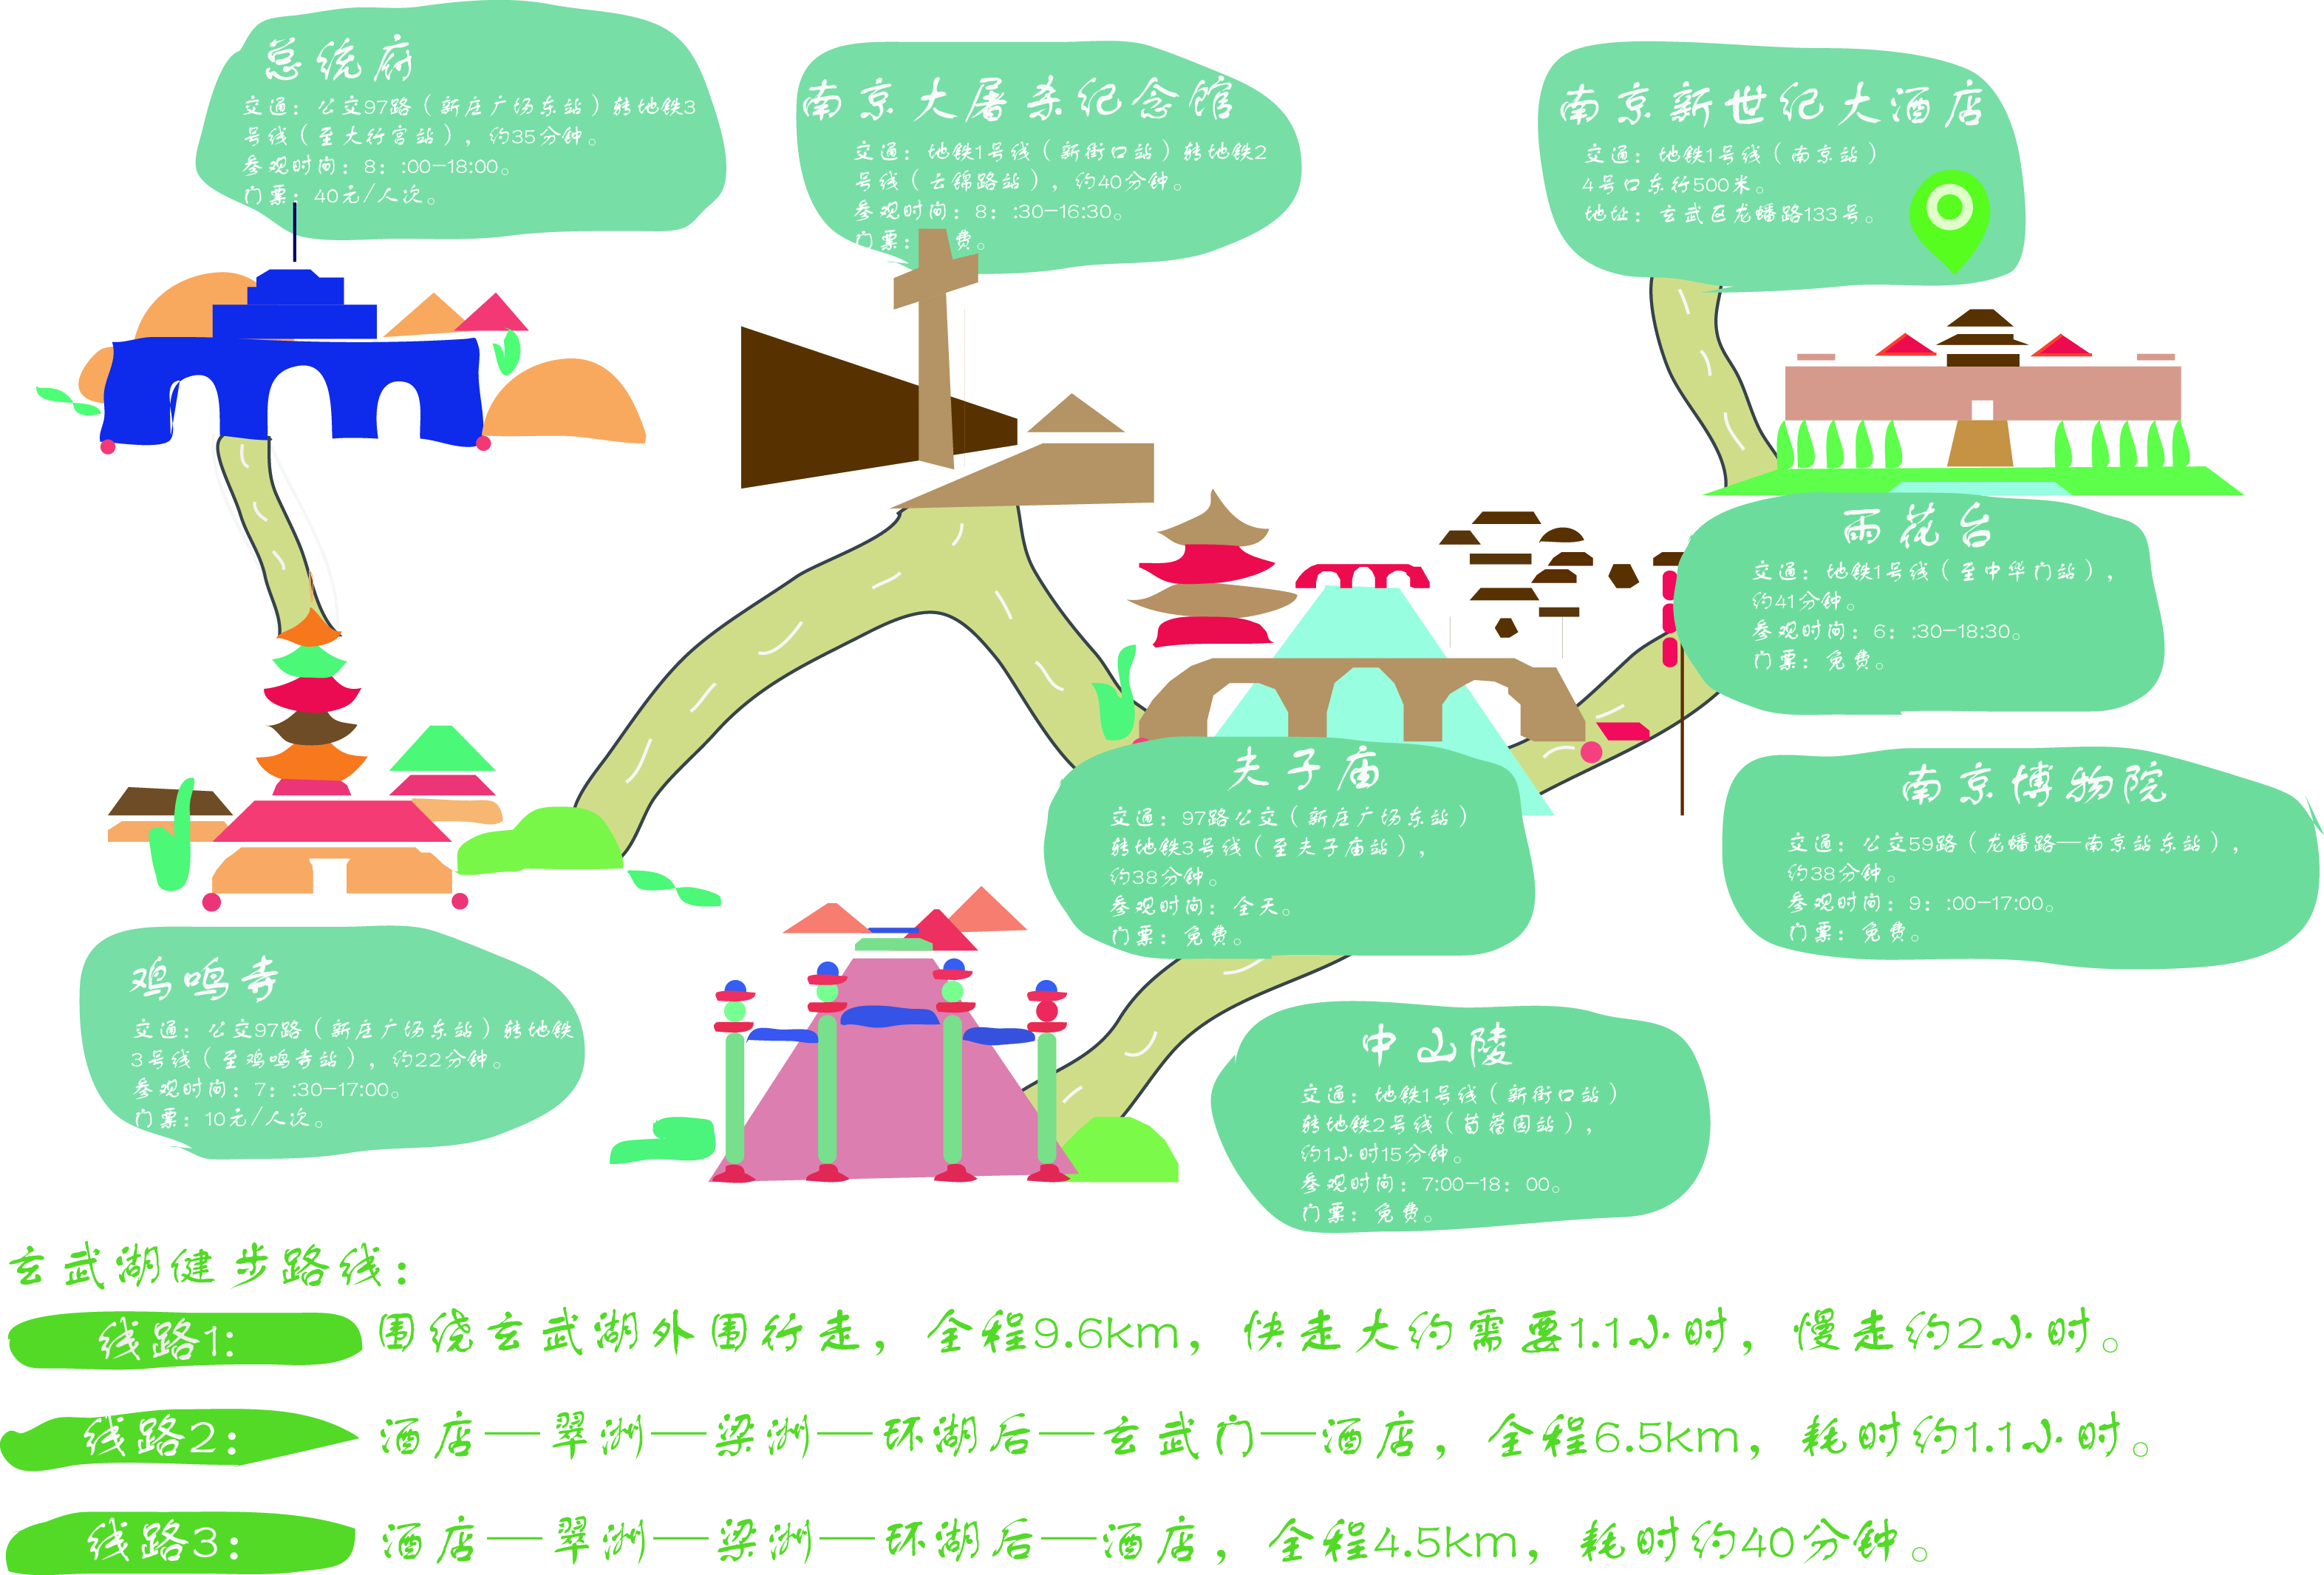 总统府
交通：公交97路（新庄广场东站）转地铁3
号线（至大行宫站），约35分钟。
参观时间：8：:00-18:00。
门票：40元/人次。
南京大屠杀纪念馆
交通：地铁1号线（新街口站）转地铁2
号线（云锦路站），约40分钟。
参观时间：8：:30-16:30。
门票： 费。
南京新世纪大酒店
交通：地铁1号线（南京站）
4号口东行500米。
地址：玄武区龙蟠路133号。
雨花台
交通：地铁1号线（至中华门站），
约41分钟。
参观时间：6：:30-18:30。
门票：免费。
夫子庙
交通：97路公交（新庄广场东站）
转地铁3号线（至夫子庙站），
约38分钟。
参观时间：全天。
门票：免费。
南京博物院
交通：公交59路（龙蟠路—南京站东站），
约38分钟。
参观时间：9：:00-17:00。
门票：免费。
鸡鸣寺
交通：公交97路（新庄广场东站）转地铁
3号线（至鸡鸣寺站），约22分钟。
参观时间：7：:30-17:00。
门票：10元/人次。
中山陵
交通：地铁1号线（新街口站）
转地铁2号线（苜蓿园站），
约1小时15分钟。
参观时间：7:00-18：00。
门票：免费。
玄武湖健步路线：
线路1: 围绕玄武湖外围行走，全程9.6km，快走大约需要1.1小时，慢走约2小时。
线路2: 酒店—翠洲—梁洲—环湖后—玄武门—酒店，全程6.5km，耗时约1.1小时。
线路3: 酒店—翠洲—梁洲—环湖后—酒店，全程4.5km，耗时约40分钟。